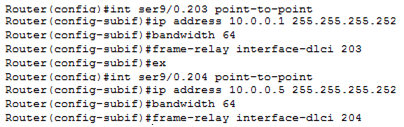 Router(config)#int ser9/0.203 point-to-point
Router(config-subif)#ip address 10.0.0.1 255.255.255.252
Router(config-subif)#bandwidth 64
Router(config-subif)#frame-relay interface-dlci 203
Router(config-subif)#ex
Router(config)#int ser9/0.204 point-to-point
Router(config-subif)#ip address 10.0.0.5 255.255.255.252
Router(config-subif)#bandwidth 64
Router(config-subif)#frame-relay interface-dlci 204